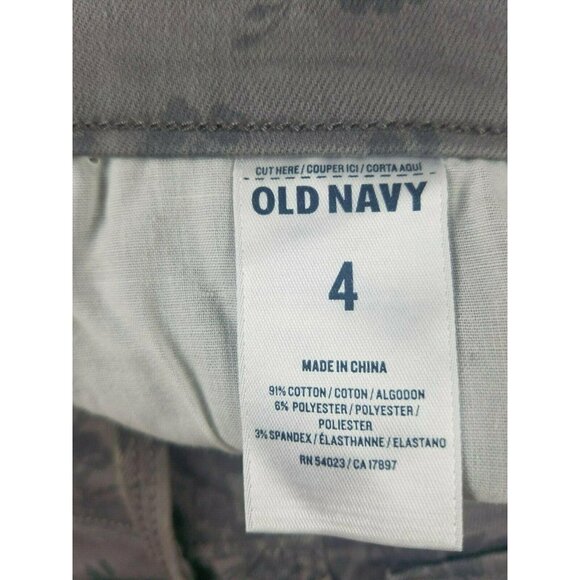 CUT HERE / COUPER ICI / CORTA AQUÍ
OLD NAVY
4
MADE IN CHINA
91% COTTON / COTON / ALGODON
6% POLYESTER / POLYESTER /
POLIESTER
3% SPANDEX / ÉLASTHANNE / ELASTANO
RN 54023 / CA 17897